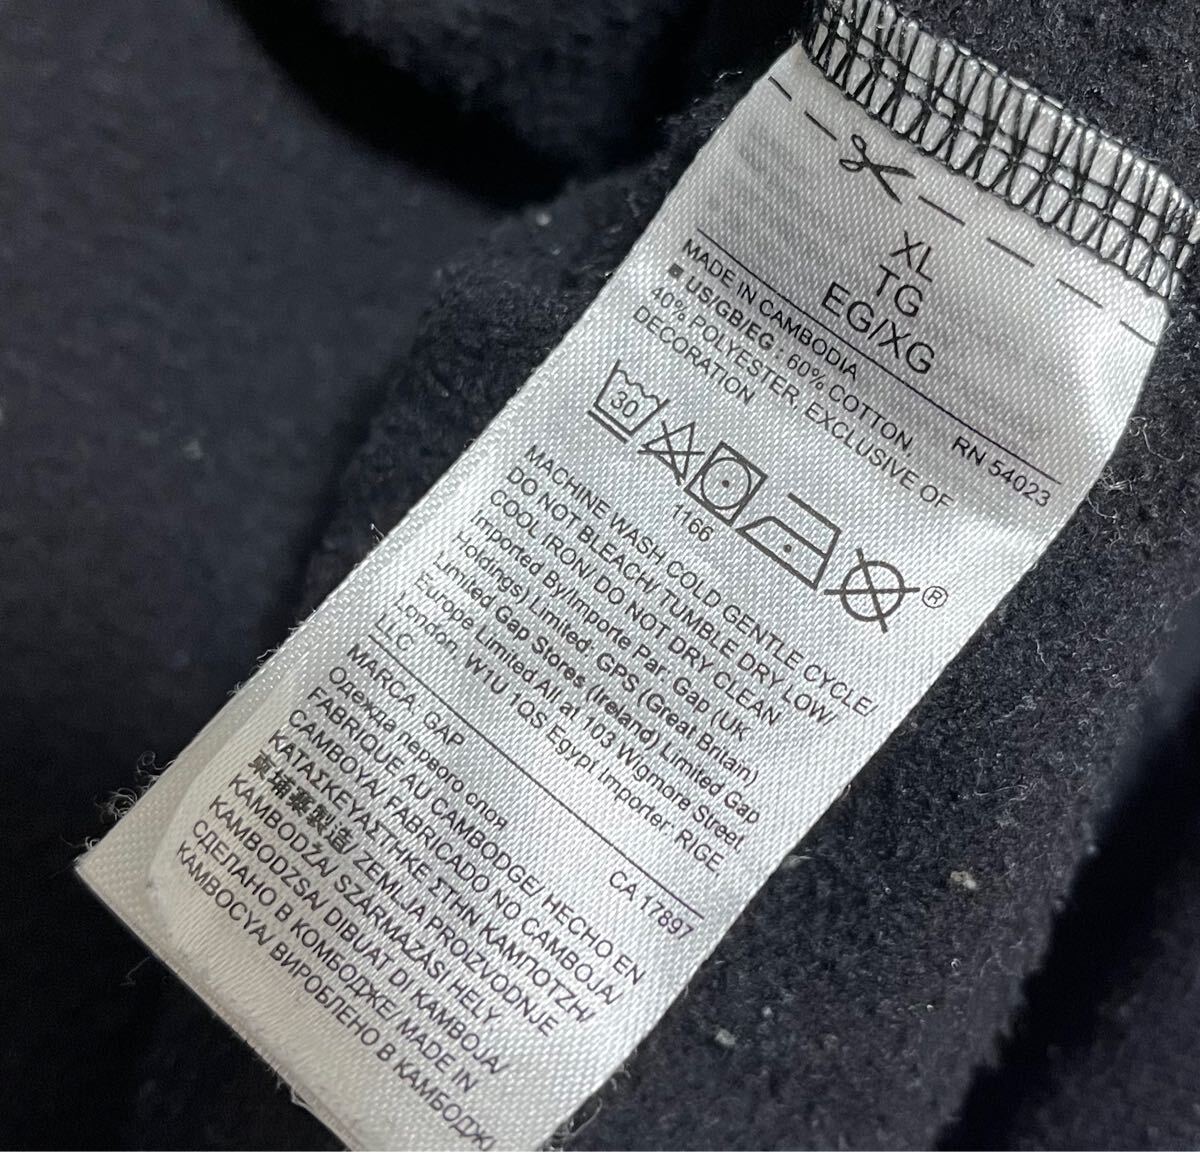 XL
TG
EG/XG
MADE IN CAMBODIA RN 54023
■ US/GB/EG : 60% COTTON,
40% POLYESTER, EXCLUSIVE OF
DECORATION
30
®
1166
MACHINE WASH COLD GENTLE CYCLE/
DO NOT BLEACH/ TUMBLE DRY LOW/
COOL IRON/ DO NOT DRY CLEAN
Imported By/Importe Par: Gap (UK
Holdings) Limited: GPS (Great Britain)
Limited Gap Stores (Ireland) Limited Gap
Europe Limited All at 103 Wigmore Street,
London, W1U 1QS Egypt Importer: RIGE
LLC
MARCA GAP CA 17897
Одежда первого слоя
FABRIQUE AU CAMBODGE/ HECHO EN
CAMBOYA/ FABRICADO NO CAMBOJA/
ΚΑΤΑΣΚΕΥΑΣΤΗΚΕ ΣΤΗΝ ΚΑΜΠΟΤΖΗ/
柬埔寨製造/ ZEMLJA PROIZVODNJE
KAMBODŽA/ SZÁRMAZÁSI HELY,
KAMBODZSA/ DIBUAT DI KAMBOJA/
СДЕЛАНО В КОМБОДЖЕ/ MADE IN
KAMBOCYA/ ВИРОБЛЕНО В КАМБОДЖІ